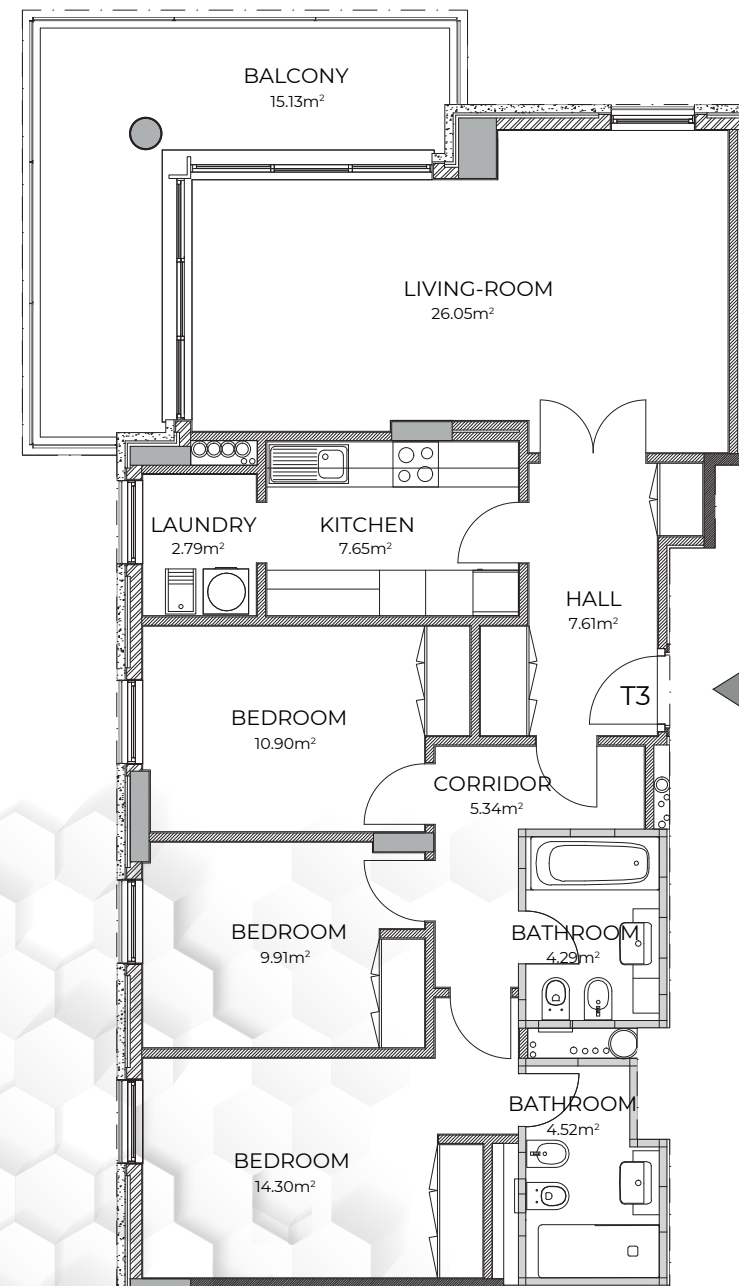 BALCONY
15.13m²
LIVING-ROOM
26.05m²
LAUNDRY
2.79m²
KITCHEN
7.65m²
HALL
7.61m²
T3
BEDROOM
10.90m²
CORRIDOR
5.34m²
BEDROOM
9.91m²
BATHROOM
4.29m²
BATHROOM
4.52m²
BEDROOM
14.30m²